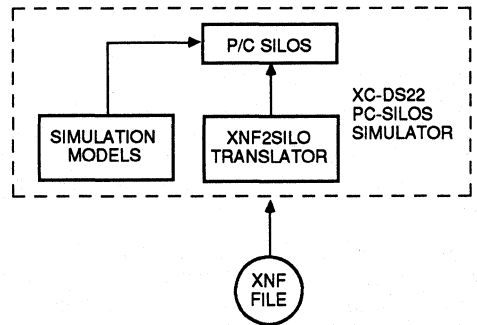 P/C SILOS
XC-DS22
PC-SILOS
SIMULATOR
SIMULATION
MODELS
XNF2SILO
TRANSLATOR
XNF
FILE